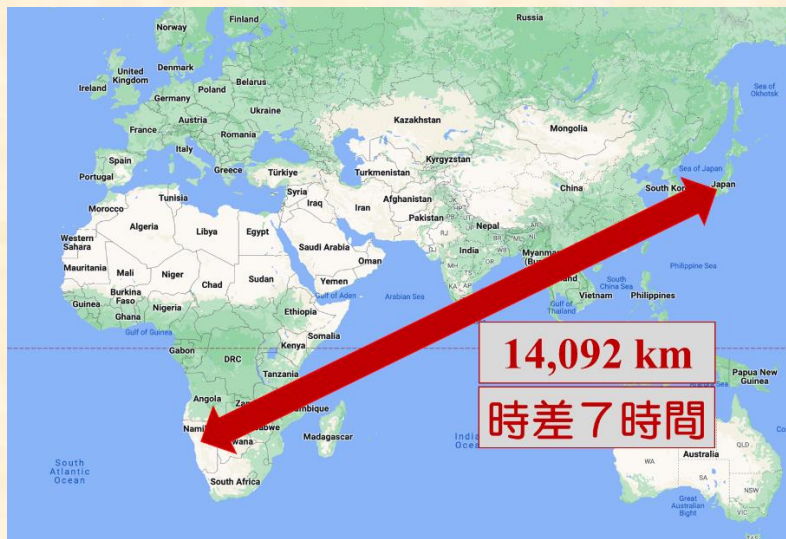 Norway
Finland
Russia
Sea of
Okhotsk
United
Kingdom
Denmark
Ireland
Belarus
Poland
Germany
Ukraine
Austria
France
Romania
Kazakhstan
Mongolia
Italy
Spain
Portugal
Greece
Türkiye
Kyrgyzstan
Turkmenistan
Sea of Japan
South Ko
Japan
China
Syria
Tunisia
Morocco
Iraq
Iran
Afghanistan
Pakistan
Algeria
Libya
Egypt
Nepal
Western
Sahara
Saudi Arabia
Oman
India
Myanmar
Mauritania
Mali
Niger
Chad
Sudan
Yemen
Gulf of Aden
Arabian Sea
Philippine Sea
South
China Sea
Burkina
Faso
Guinea
Ghana
Nigeria
Ethiopia
Gulf of
Thailand
Vietnam
Philippines
Gulf of Guinea
Somalia
Gabon
Kenya
DRC
Tanzania
14,092 km
Papua New
Guinea
Angola
時差７時間
Madagascar
South
Atlantic
Ocean
South Africa
Australia
QLD
WA
SA
NSW
VIC
Great
Australian
Bight